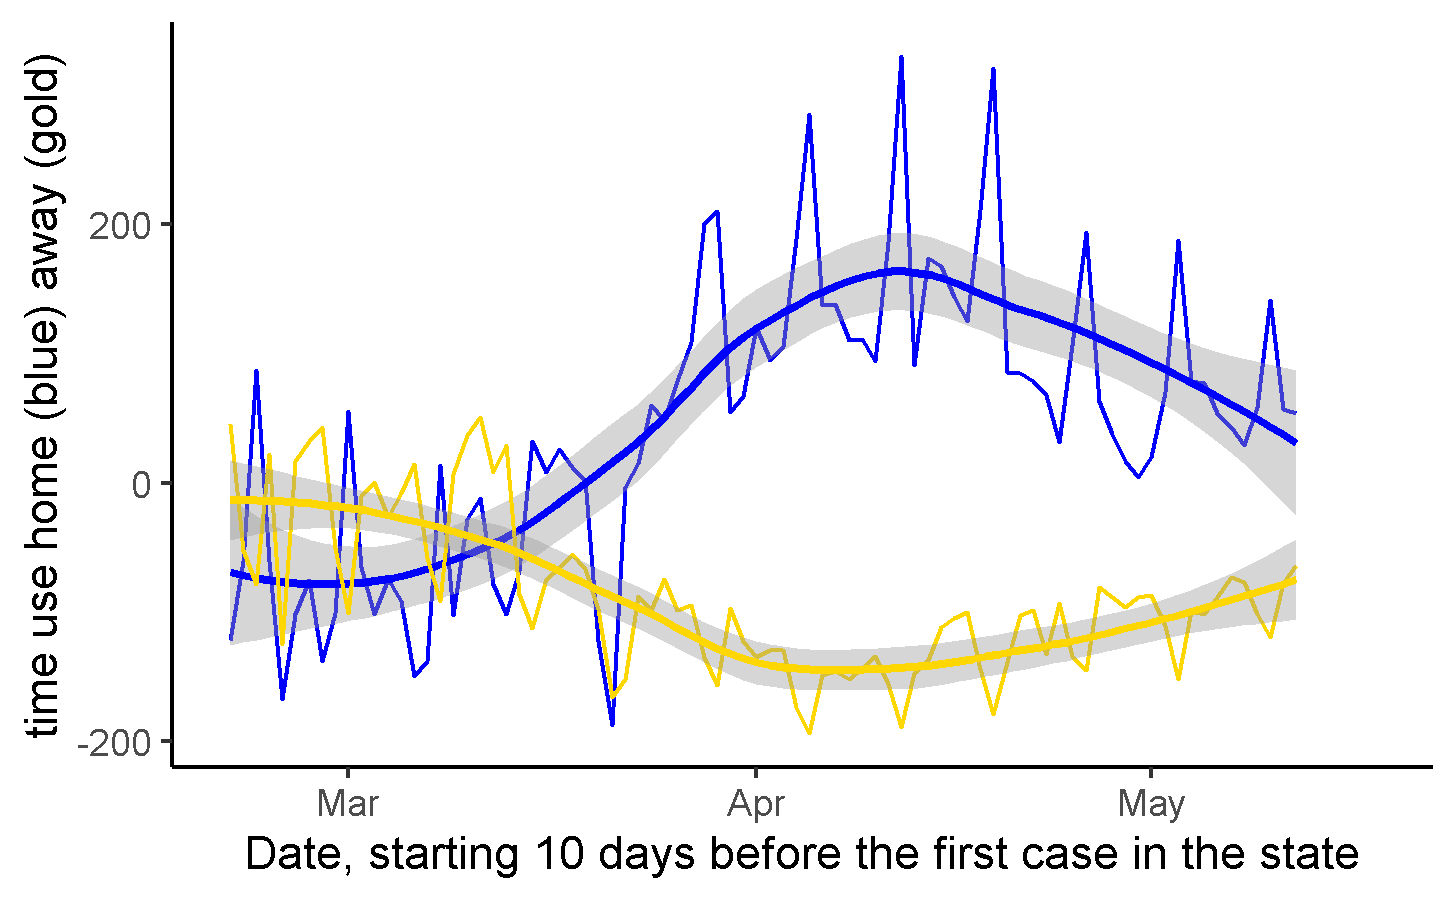 time use home (blue) away (gold)
200
0
-200
Mar
Apr
May
Date, starting 10 days before the first case in the state